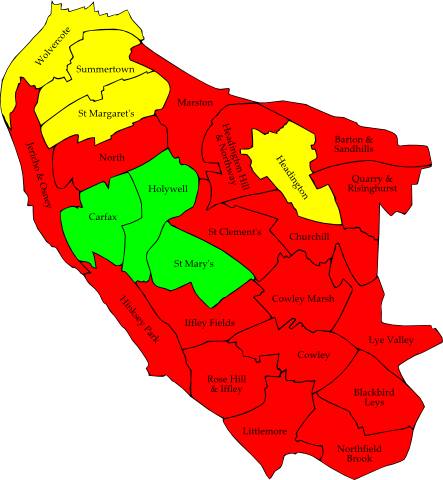 Wolvercote
Summertown
St Margaret's
Marston
Jericho & Osney
North
Headington Hill
& Northway
Headington
Barton &
Sandhills
Quarry &
Risinghurst
Holywell
Carfax
St Clement's
Churchill
St Mary's
Hinksey Park
Iffley Fields
Cowley Marsh
Lye Valley
Cowley
Rose Hill
& Iffley
Blackbird
Leys
Littlemore
Northfield
Brook